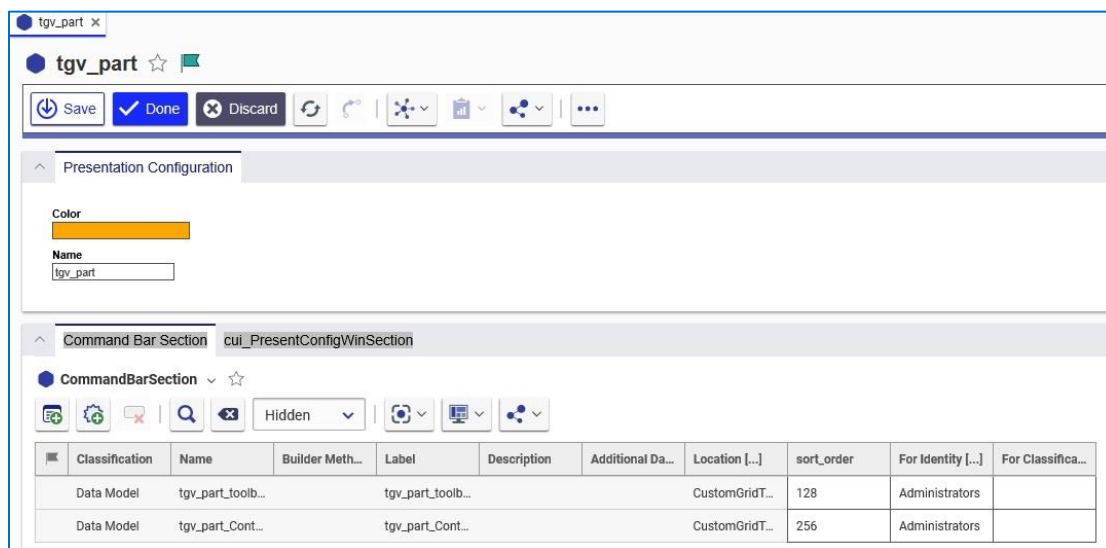 tgv_part ×
tgv_part
Save Done Discard
Presentation Configuration
Color
Name
tgv_part
Command Bar Section cui_PresentConfigWinSection
CommandBarSection
Hidden
Classification Name Builder Meth... Label Description Additional Da... Location [...] sort_order For Identity [...] For Classifica...
Data Model tgv_part_toolb... tgv_part_toolb... CustomGridT... 128 Administrators
Data Model tgv_part_Cont... tgv_part_Cont... CustomGridT... 256 Administrators